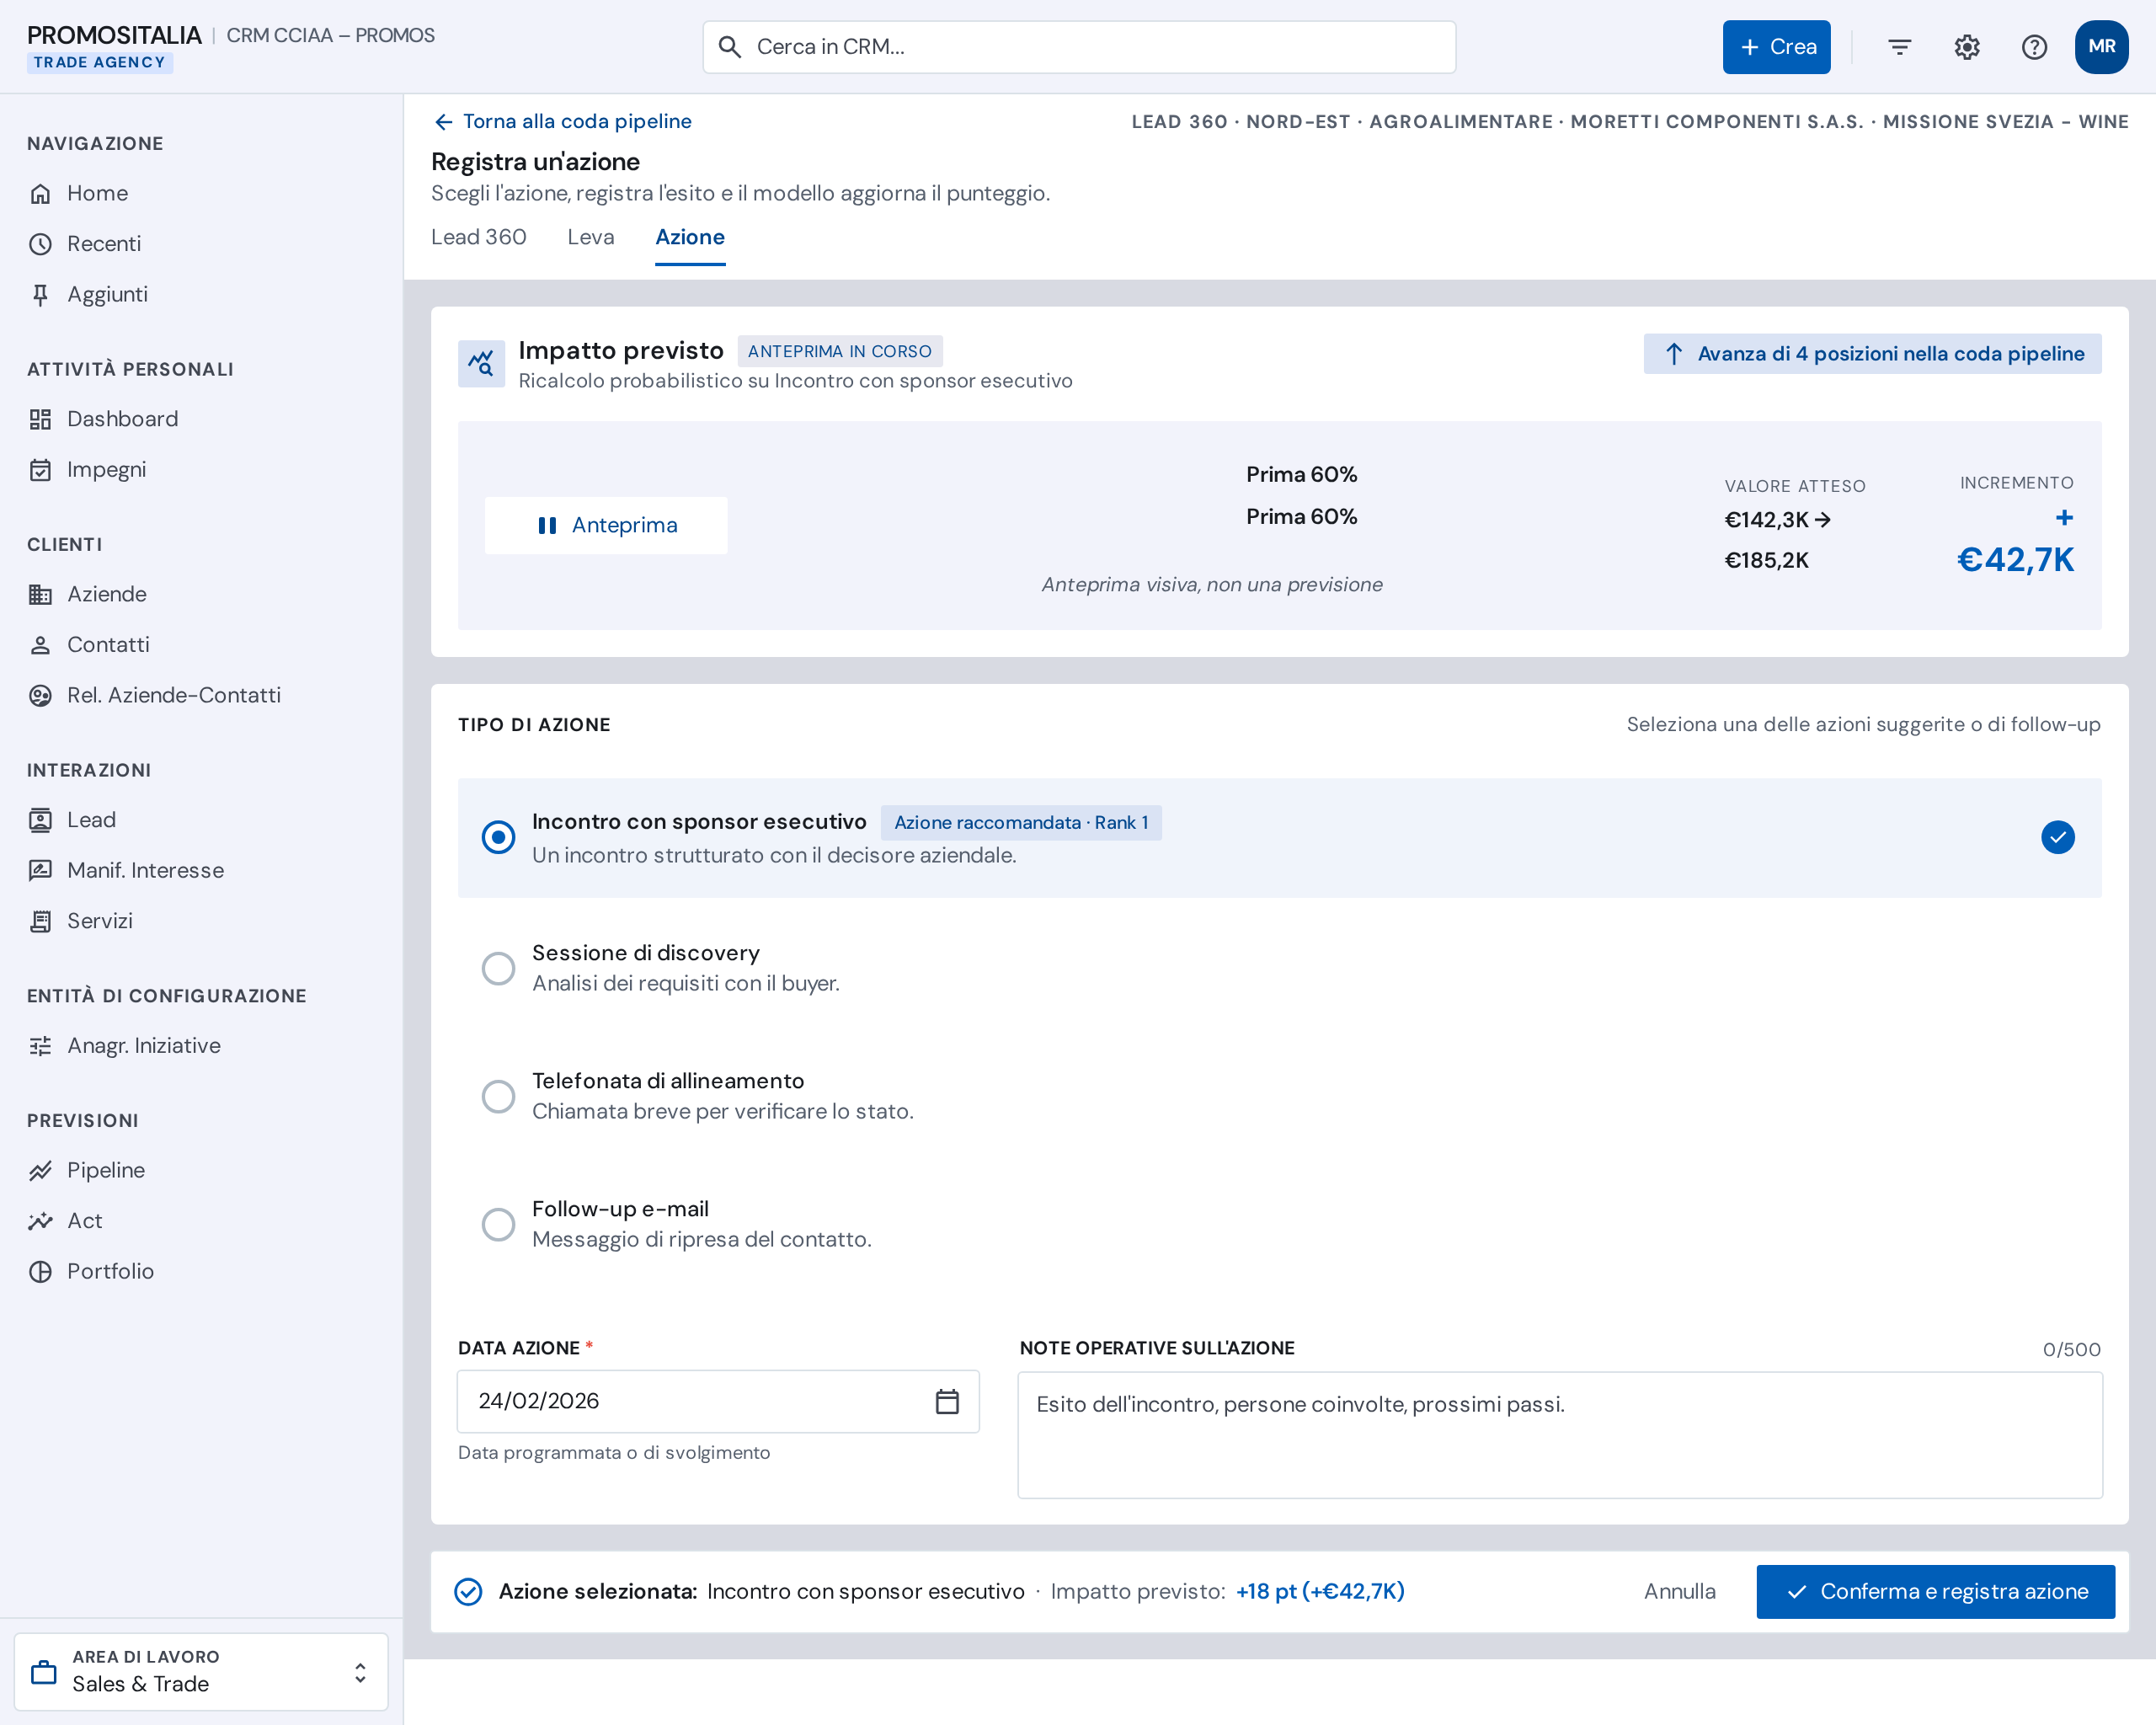 PROMOSITALIA | CRM CCIAA – PROMOS
TRADE AGENCY
Cerca in CRM...
Crea
MR
NAVIGAZIONE
Home
Recenti
Aggiunti
ATTIVITÀ PERSONALI
Dashboard
Impegni
CLIENTI
Aziende
Contatti
Rel. Aziende-Contatti
INTERAZIONI
Lead
Manif. Interesse
Servizi
ENTITÀ DI CONFIGURAZIONE
Anagr. Iniziative
PREVISIONI
Pipeline
Act
Portfolio
AREA DI LAVORO
Sales & Trade
Torna alla coda pipeline
LEAD 360 · NORD-EST · AGROALIMENTARE · MORETTI COMPONENTI S.A.S. · MISSIONE SVEZIA - WINE
Registra un'azione
Scegli l'azione, registra l'esito e il modello aggiorna il punteggio.
Lead 360
Leva
Azione
Impatto previsto
ANTEPRIMA IN CORSO
Ricalcolo probabilistico su Incontro con sponsor esecutivo
↑ Avanza di 4 posizioni nella coda pipeline
Anteprima
Prima 60%
Prima 60%
Anteprima visiva, non una previsione
VALORE ATTESO
€142,3K →
€185,2K
INCREMENTO
+
€42,7K
TIPO DI AZIONE
Seleziona una delle azioni suggerite o di follow-up
Incontro con sponsor esecutivo
Azione raccomandata · Rank 1
Un incontro strutturato con il decisore aziendale.
Sessione di discovery
Analisi dei requisiti con il buyer.
Telefonata di allineamento
Chiamata breve per verificare lo stato.
Follow-up e-mail
Messaggio di ripresa del contatto.
DATA AZIONE *
24/02/2026
Data programmata o di svolgimento
NOTE OPERATIVE SULL'AZIONE
0/500
Esito dell'incontro, persone coinvolte, prossimi passi.
Azione selezionata: Incontro con sponsor esecutivo · Impatto previsto: +18 pt (+€42,7K)
Annulla
Conferma e registra azione